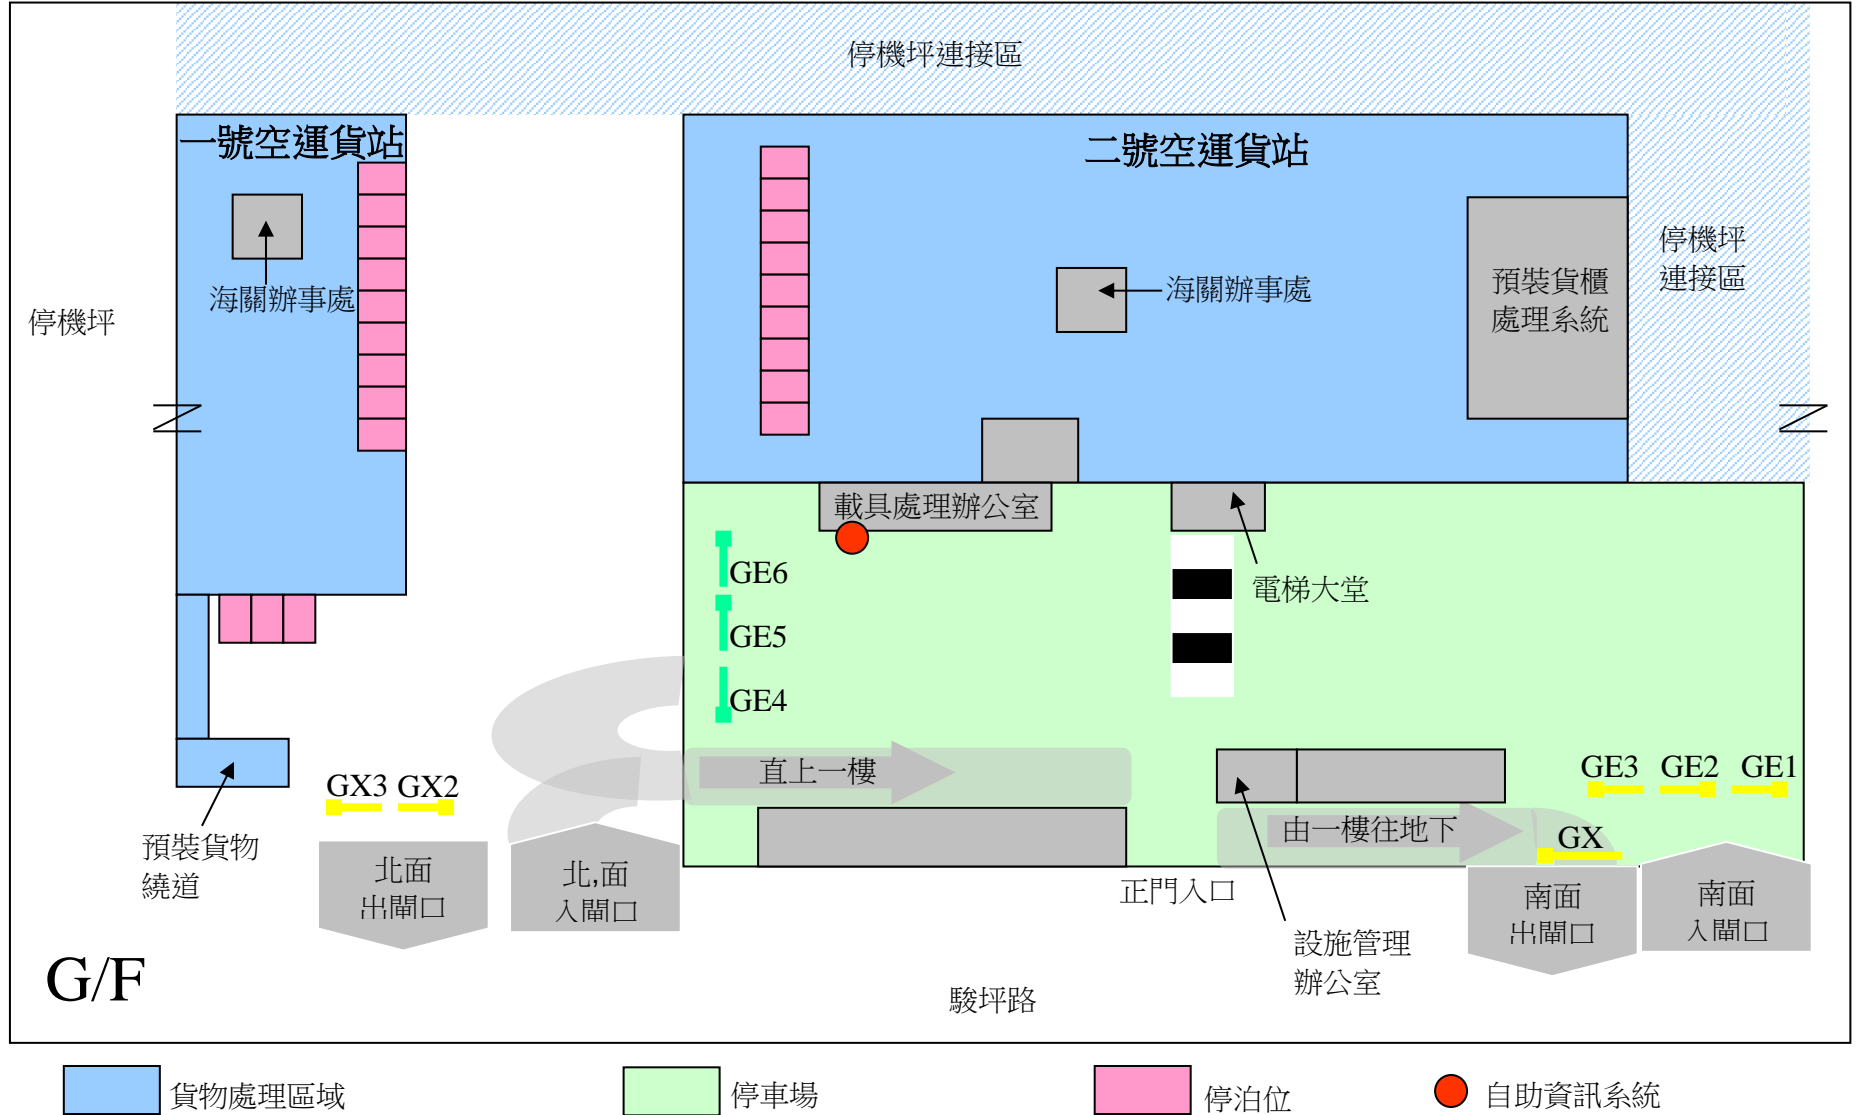 停機坪連接區
一號空運貨站
二號空運貨站
海關辦事處
停機坪
海關辦事處
預裝貨櫃
處理系統
停機坪
連接區
載具處理辦公室
電梯大堂
GE6
GE5
GE4
直上一樓
GE3 GE2 GE1
GX3 GX2
由一樓往地下
GX
預裝貨物
繞道
北面
出閘口
北,面
入閘口
正門入口
設施管理
辦公室
南面
出閘口
南面
入閘口
G/F
駿坪路
貨物處理區域
停車場
停泊位
自助資訊系統